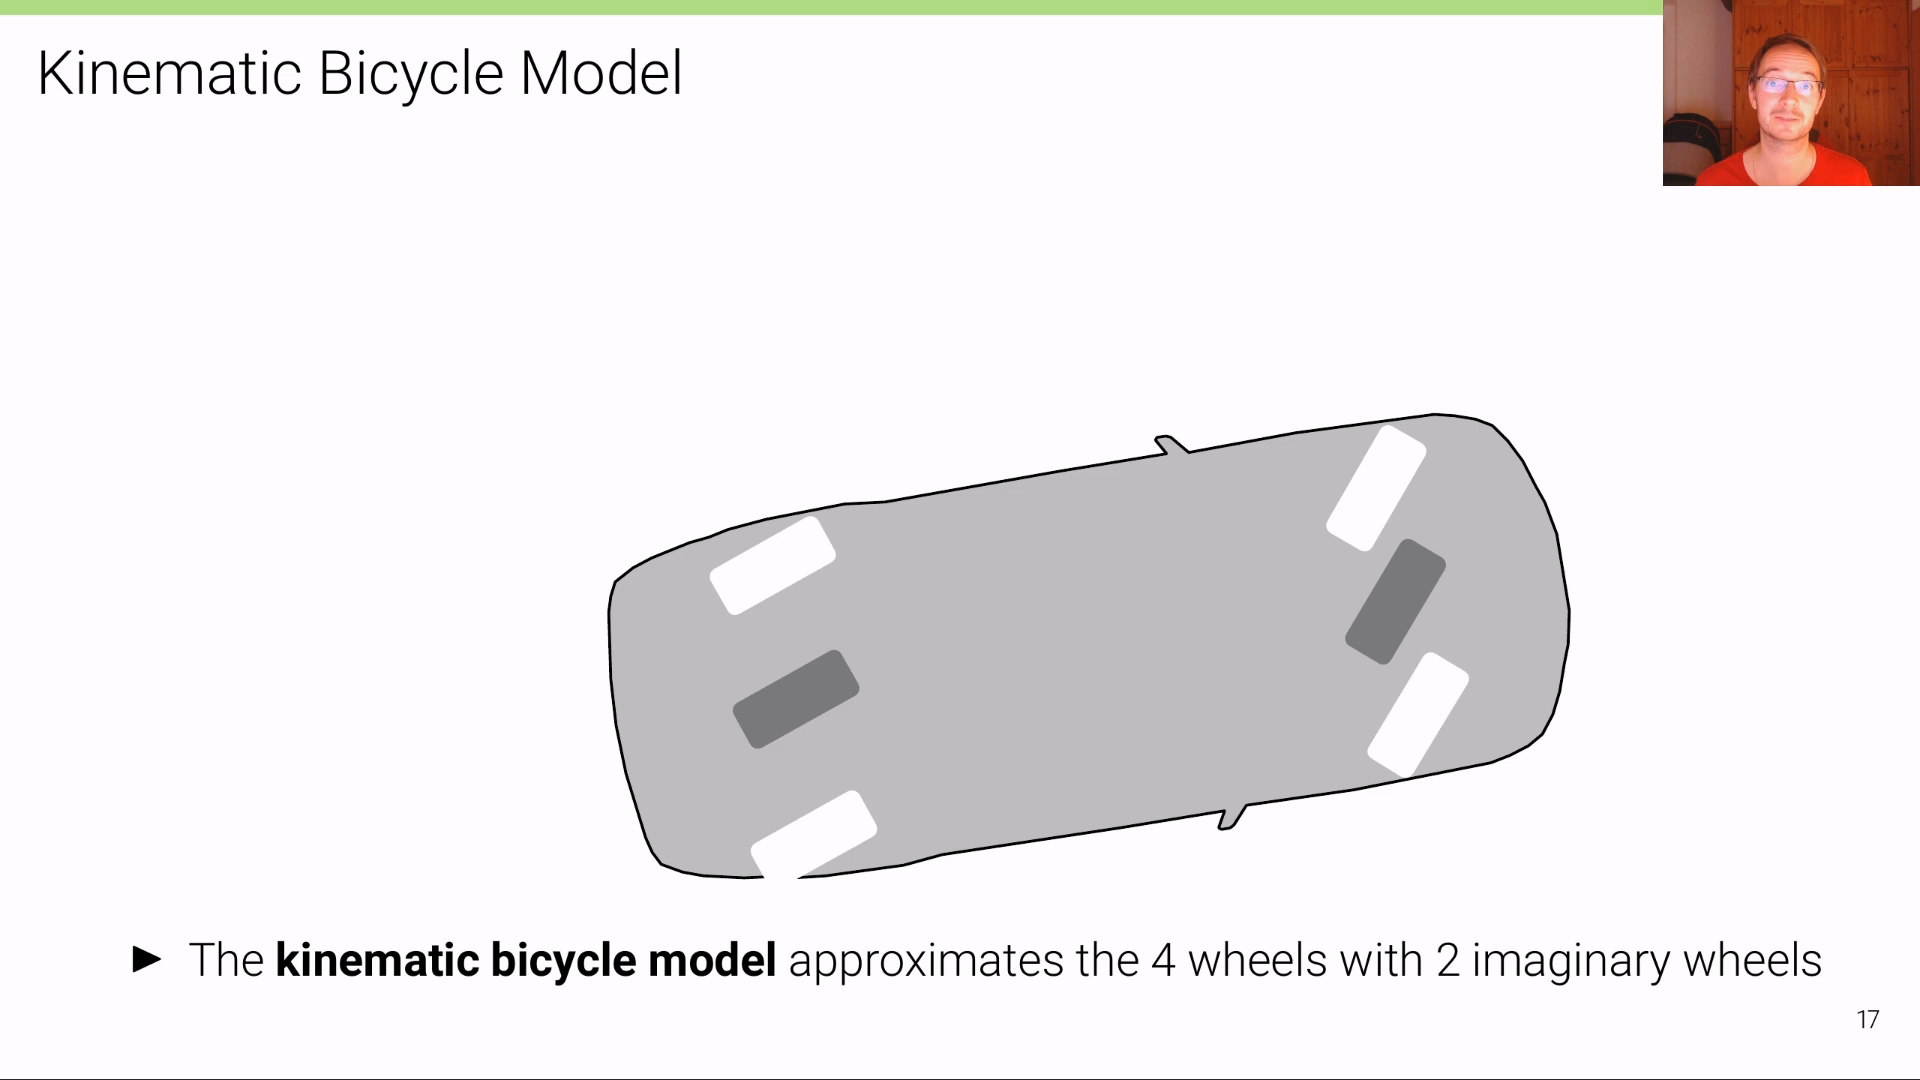 Kinematic Bicycle Model
► The kinematic bicycle model approximates the 4 wheels with 2 imaginary wheels
17